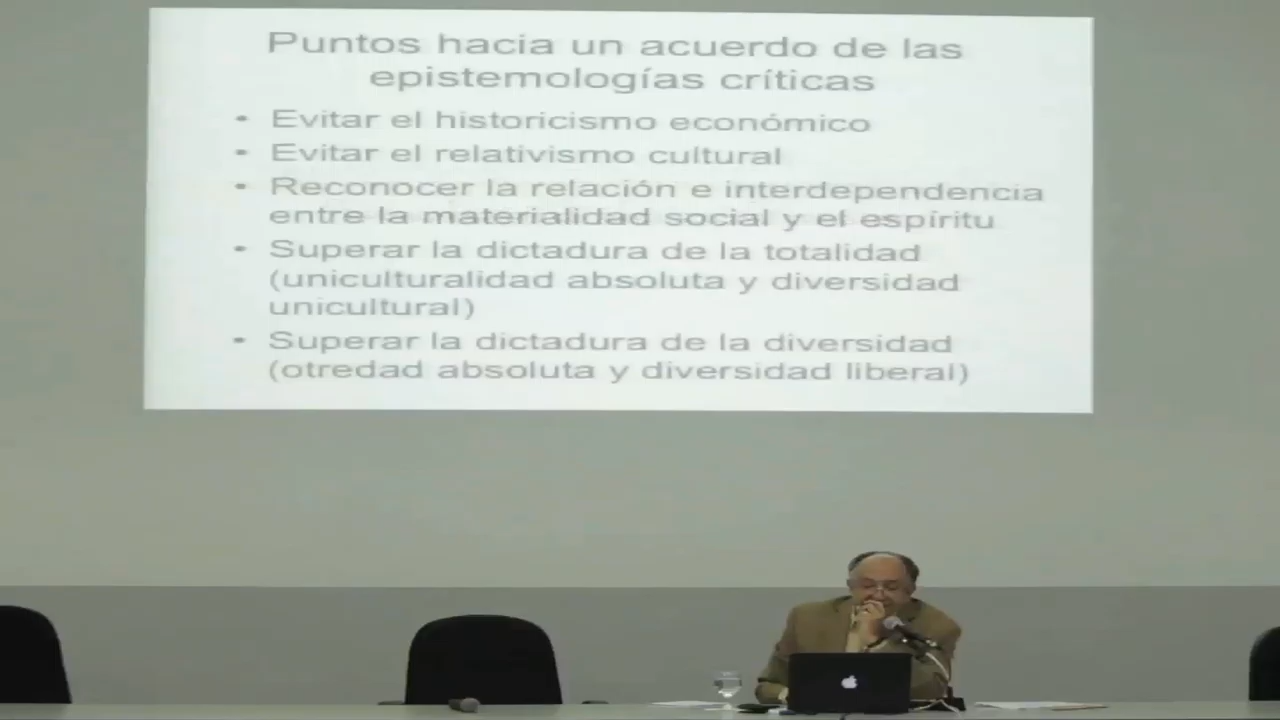 Puntos hacia un acuerdo de las
epistemologías críticas
• Evitar el historicismo económico
• Evitar el relativismo cultural
• Reconocer la relación e interdependencia
entre la materialidad social y el espíritu
• Superar la dictadura de la totalidad
(uniculturalidad absoluta y diversidad
unicultural)
• Superar la dictadura de la diversidad
(otredad absoluta y diversidad liberal)